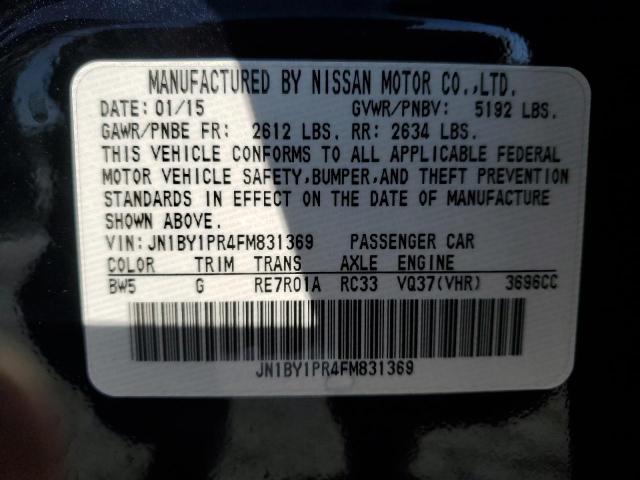 MANUFACTURED BY NISSAN MOTOR CO.,LTD.
DATE: 01/15 GVWR/PNBV: 5192 LBS.
GAWR/PNBE FR: 2612 LBS. RR: 2634 LBS.
THIS VEHICLE CONFORMS TO ALL APPLICABLE FEDERAL
MOTOR VEHICLE SAFETY,BUMPER,AND THEFT PREVENTION
STANDARDS IN EFFECT ON THE DATE OF MANUFACTURE
SHOWN ABOVE.
VIN:JN1BY1PR4FM831369 PASSENGER CAR
COLOR TRIM TRANS AXLE ENGINE
BW5 G RE7R01A RC33 VQ37(VHR) 3696CC
JN1BY1PR4FM831369